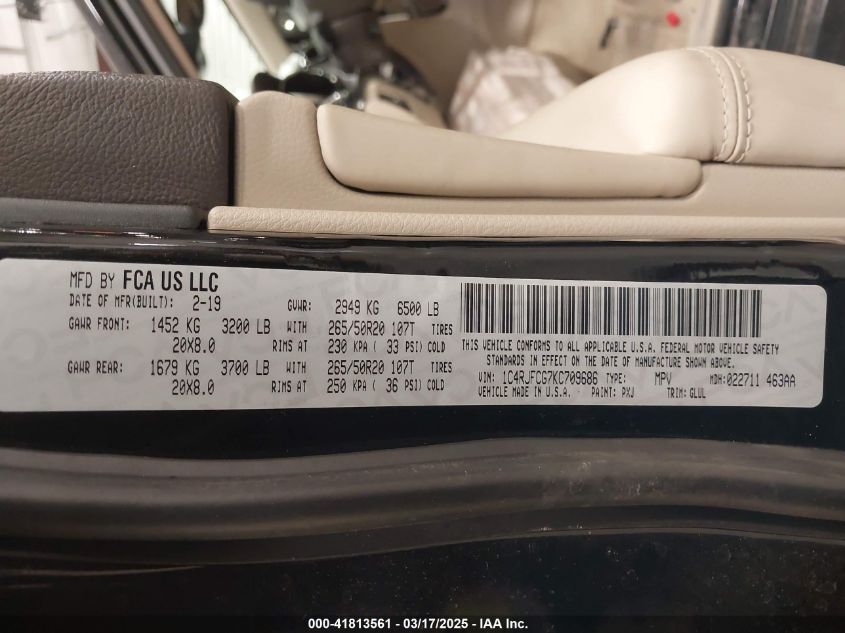 MFD BY FCA US LLC
DATE OF MFR(BUILT): 2-19 GVWR: 2949 KG 6500 LB
GAWR FRONT: 1452 KG 3200 LB WITH 265/50R20 107T TIRES
20X8.0 RIMS AT 230 KPA ( 33 PSI) COLD
GAWR REAR: 1679 KG 3700 LB WITH 265/50R20 107T TIRES
20X8.0 RIMS AT 250 KPA ( 36 PSI) COLD
THIS VEHICLE CONFORMS TO ALL APPLICABLE U.S.A. FEDERAL MOTOR VEHICLE SAFETY
STANDARDS IN EFFECT ON THE DATE OF MANUFACTURE SHOWN ABOVE.
VIN: 1C4RJFCG7KC709686 TYPE: MPV MDH: 022711 463AA
VEHICLE MADE IN U.S.A. PAINT: PXJ TRIM: GLUL
000-41813561 - 03/17/2025 - IAA Inc.